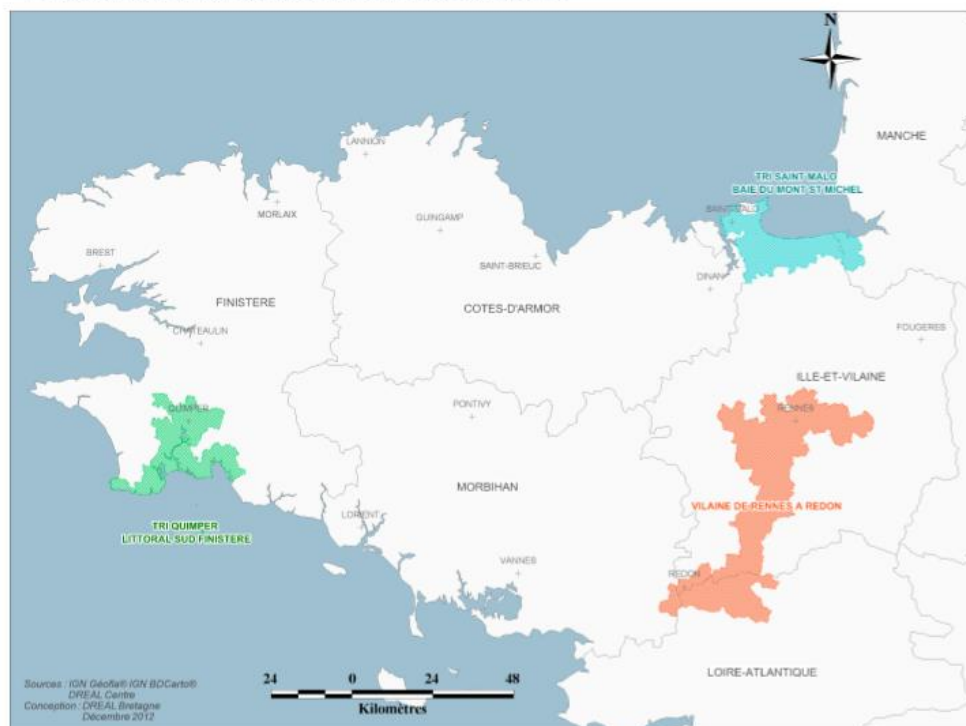 N
MANCHE
LANNION
TRI SAINT MALO
BAIE DU MONT ST MICHEL
SAINT-MALO
MORLAIX
GUINGAMP
BREST
SAINT-BRIEUC
DINAN
FINISTERE
COTES-D'ARMOR
CHATEAULIN
FOUGERES
ILLE-ET-VILAINE
QUIMPER
PONTIVY
RENNES
MORBIHAN
VILAINE DE RENNES A REDON
LORIENT
TRI QUIMPER
LITTORAL SUD FINISTERE
VANNES
REDON
LOIRE-ATLANTIQUE
24 0 24 48
Kilomètres
Sources : IGN Géofla® IGN BDCarto®
DREAL Centre
Conception : DREAL Bretagne
Décembre 2012